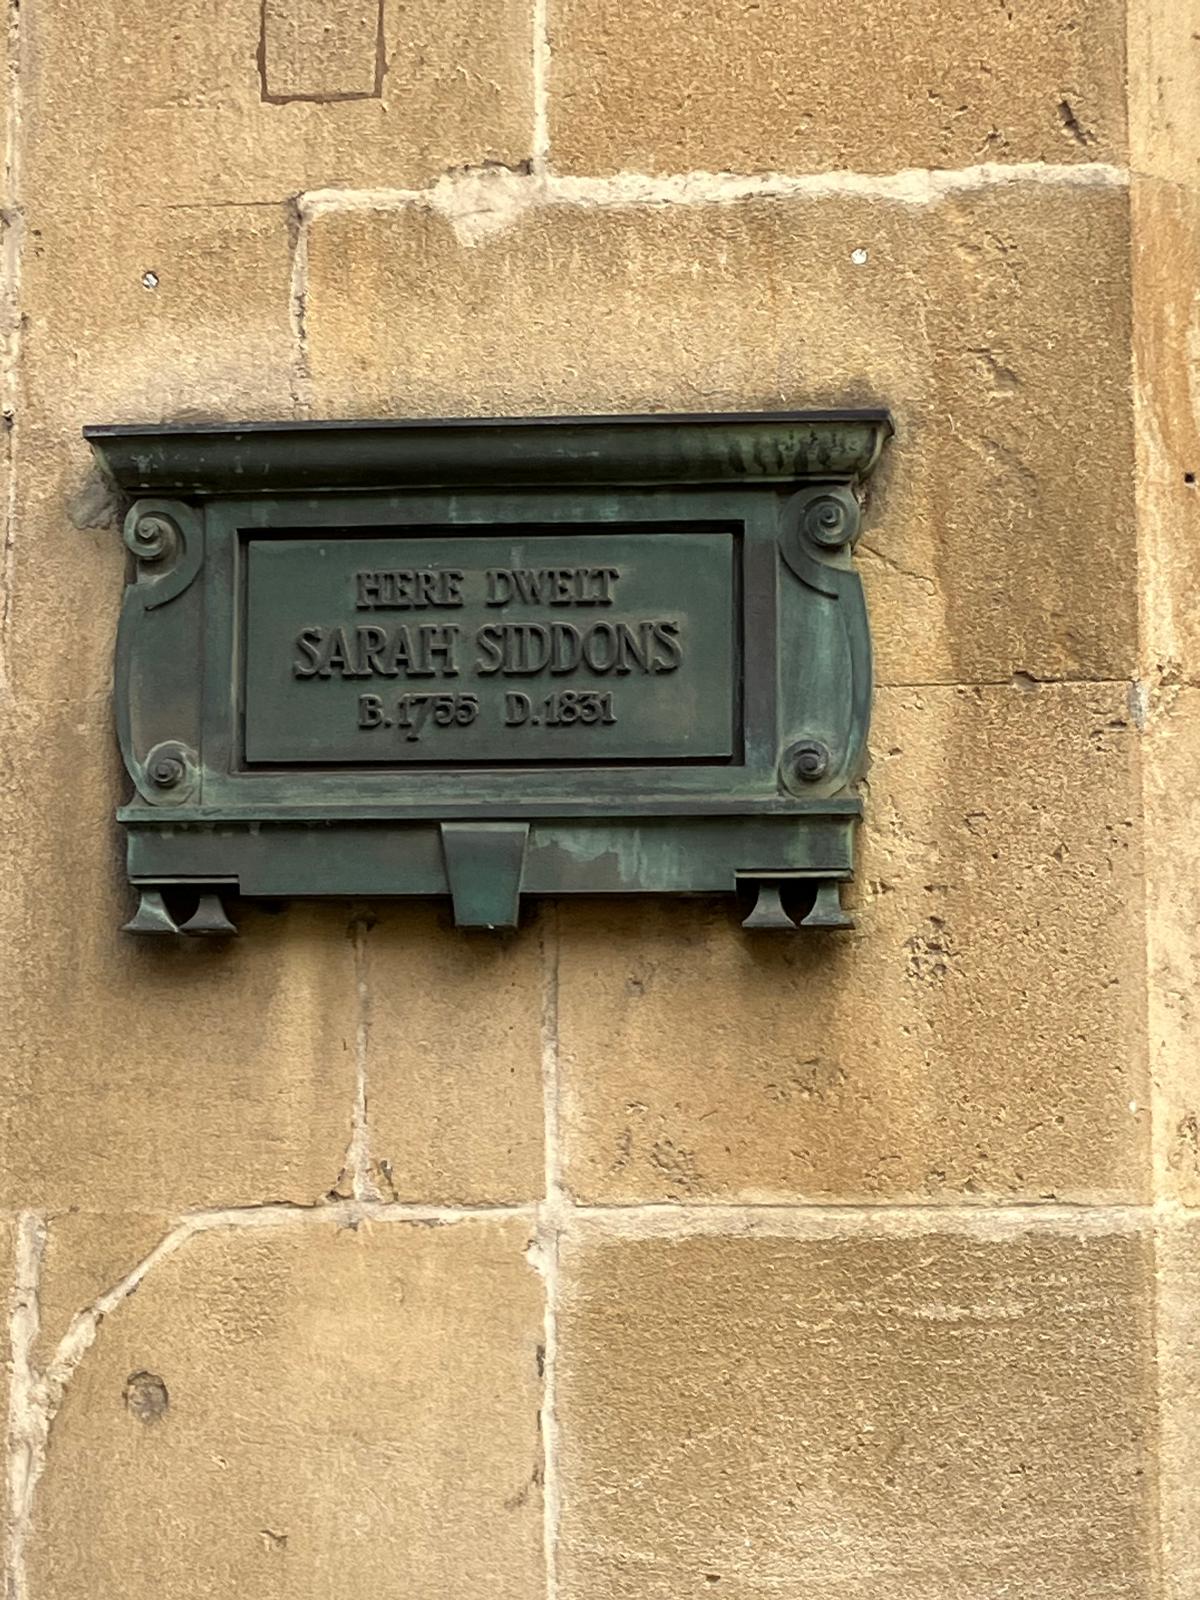 HERE DWELT
SARAH SIDDONS
B. 1755 D. 1831